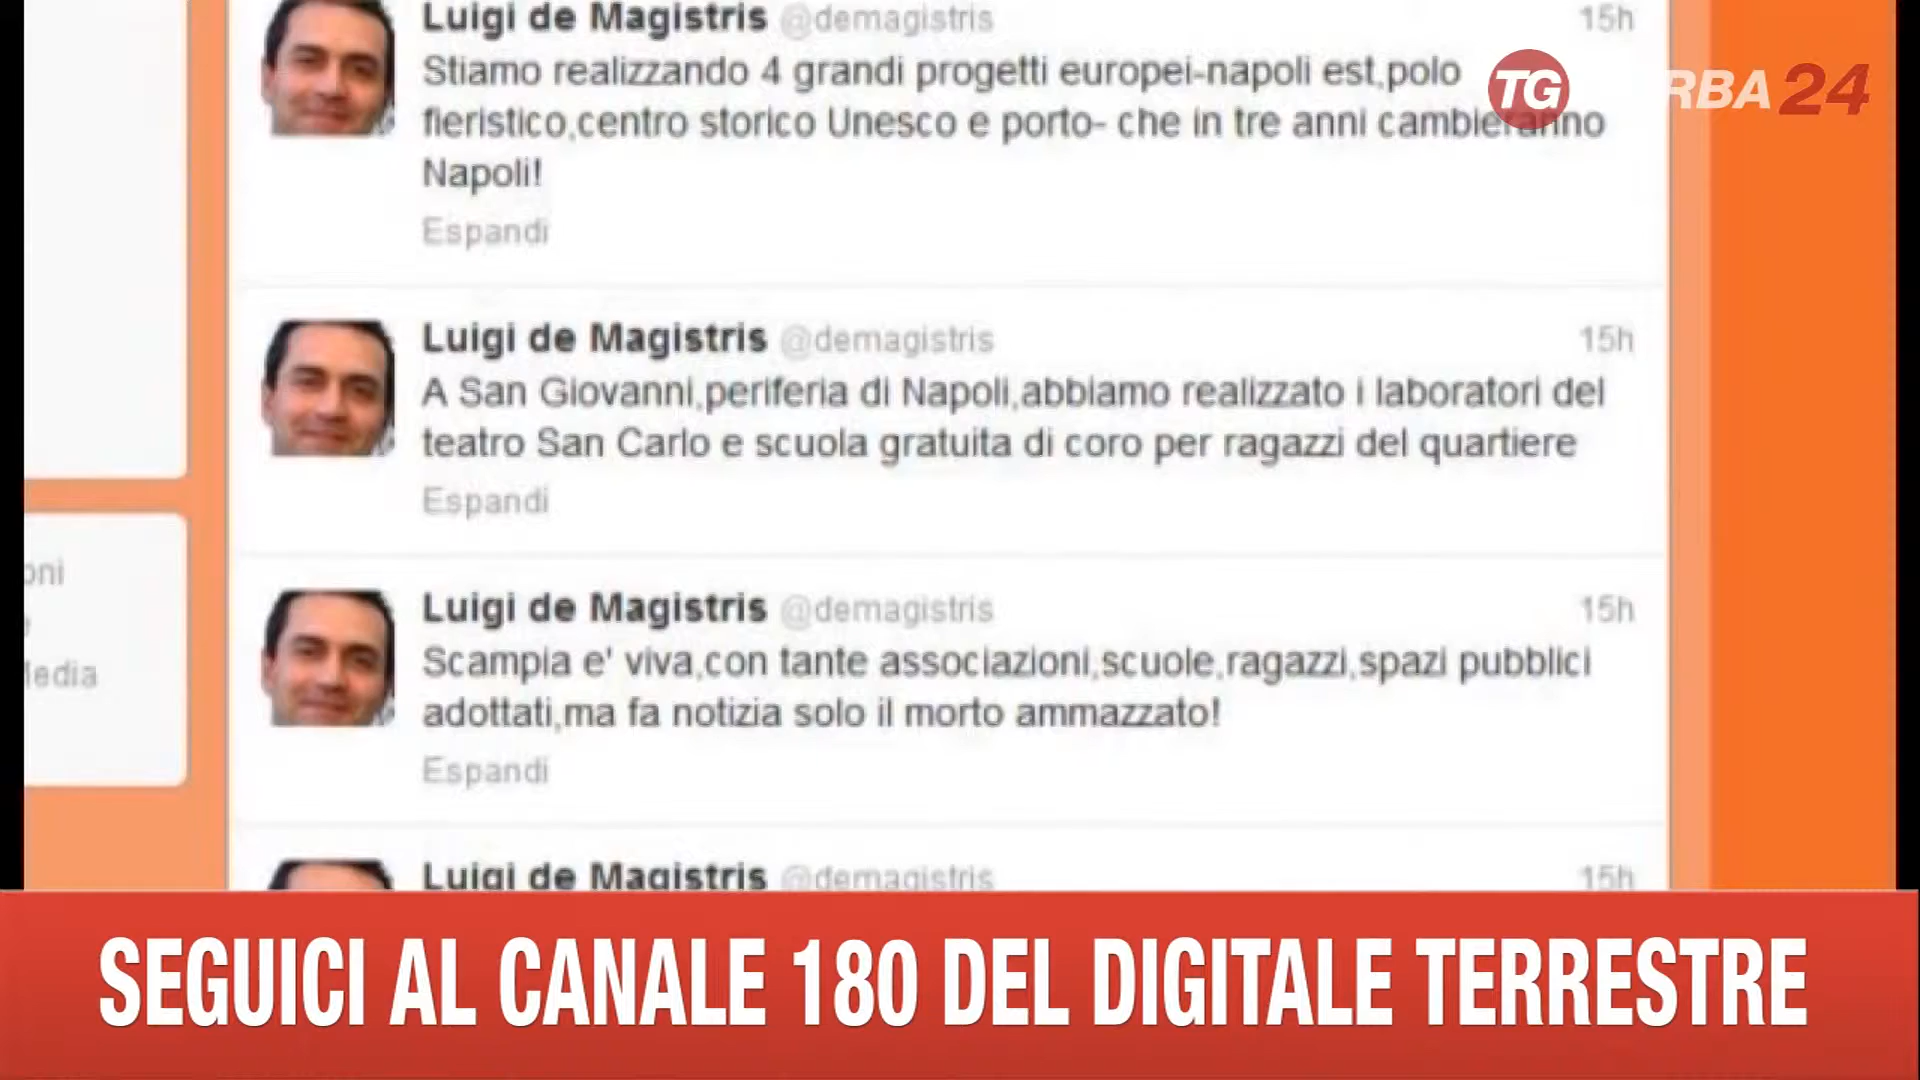 Luigi de Magistris @demagistris 15h
Stiamo realizzando 4 grandi progetti europei-napoli est,polo
fieristico,centro storico Unesco e porto- che in tre anni cambieranno
Napoli!
Espandi
TG RBA 24
Luigi de Magistris @demagistris 15h
A San Giovanni,periferia di Napoli,abbiamo realizzato i laboratori del
teatro San Carlo e scuola gratuita di coro per ragazzi del quartiere
Espandi
Luigi de Magistris @demagistris 15h
Scampia e' viva,con tante associazioni,scuole,ragazzi,spazi pubblici
adottati,ma fa notizia solo il morto ammazzato!
Espandi
Luigi de Magistris @demagistris 15h
oni
edia
SEGUICI AL CANALE 180 DEL DIGITALE TERRESTRE